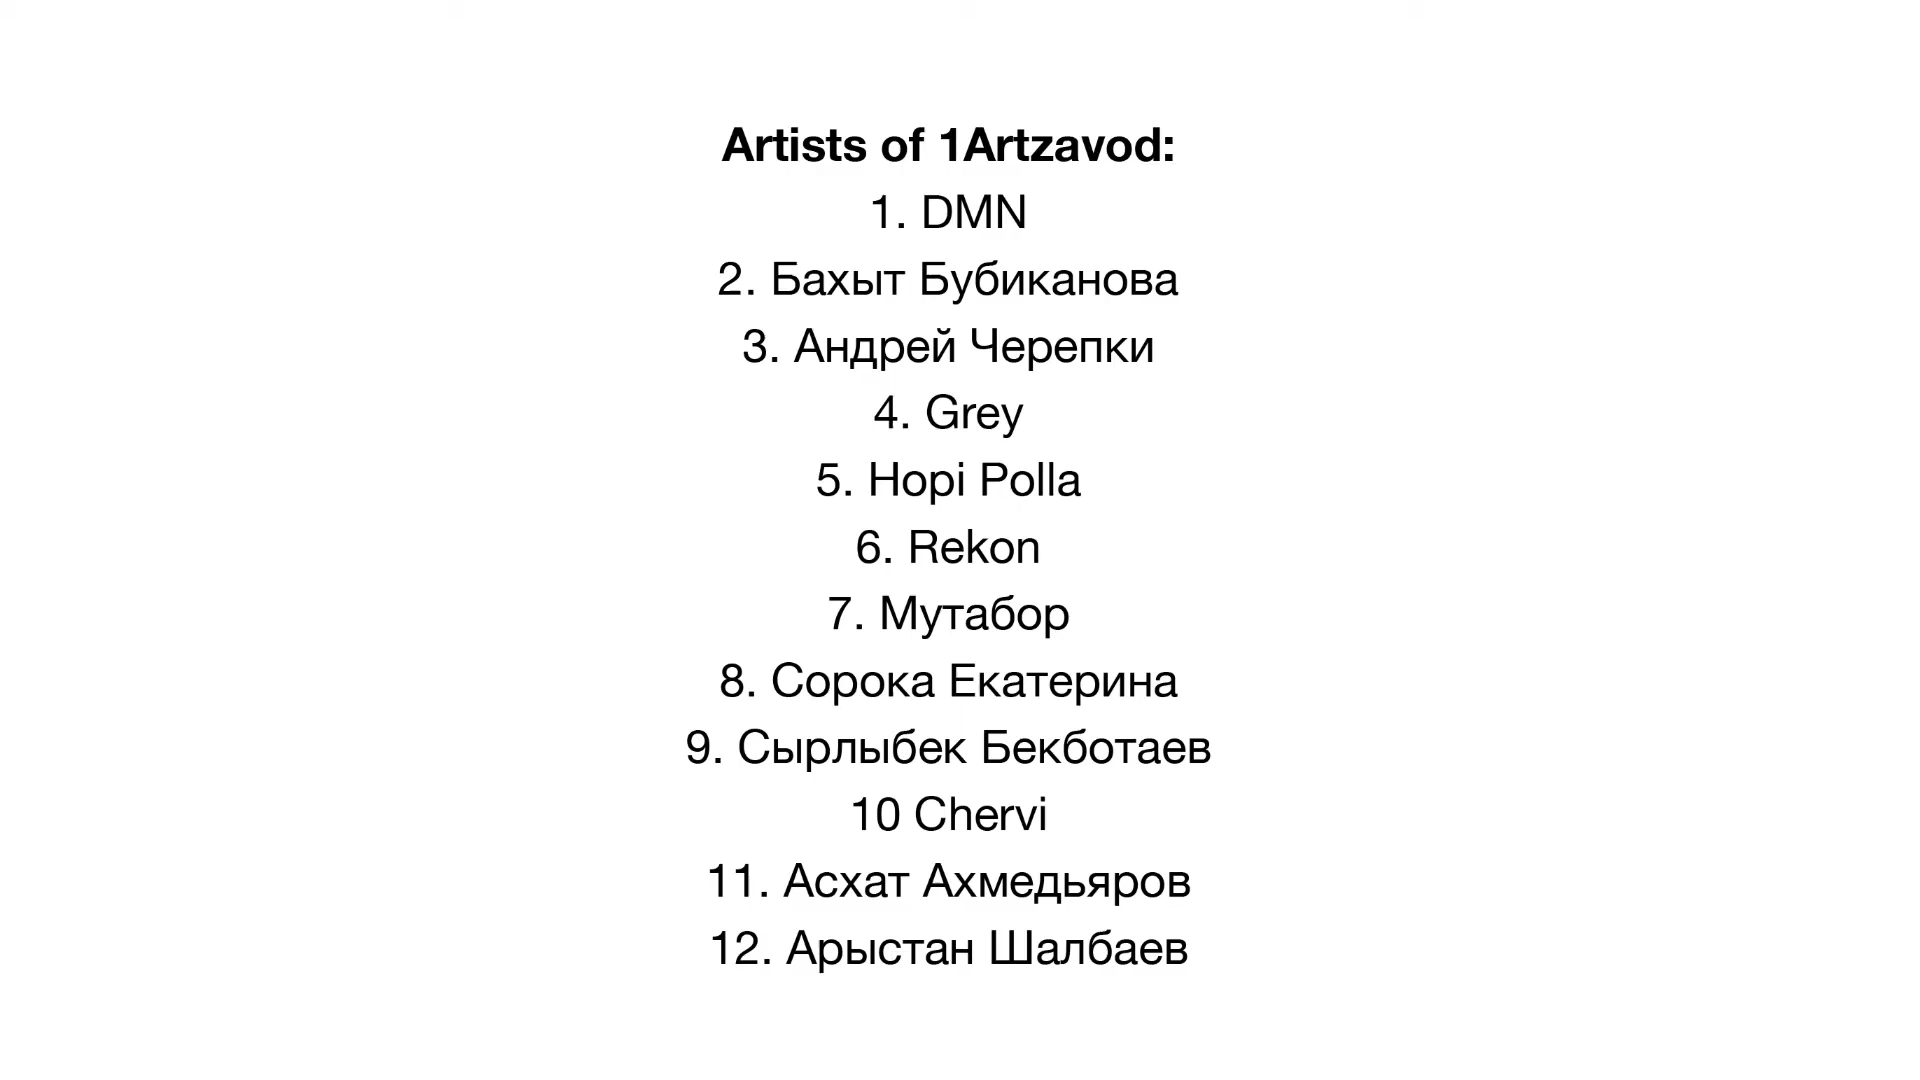 Artists of 1Artzavod:
1. DMN
2. Бахыт Бубиканова
3. Андрей Черепки
4. Grey
5. Hopi Polla
6. Rekon
7. Мутабор
8. Сорока Екатерина
9. Сырлыбек Бекботаев
10 Chervi
11. Асхат Ахмедьяров
12. Арыстан Шалбаев